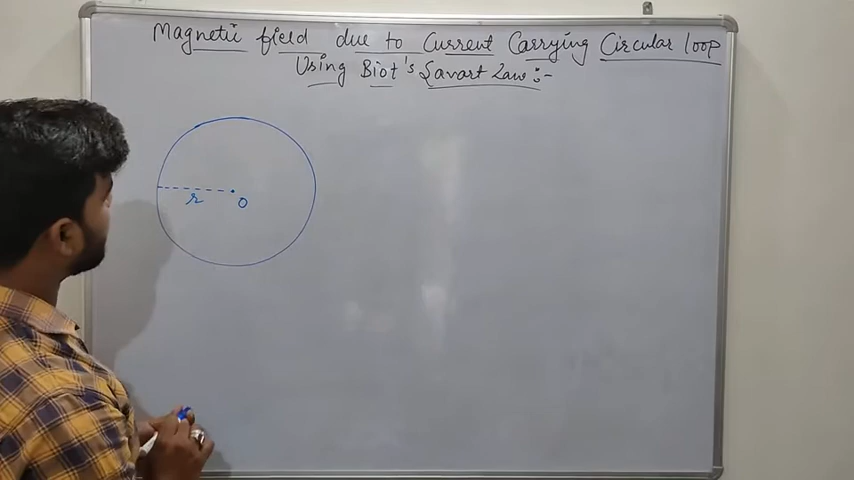 Magnetic field due to Current Carrying Circular loop
Using Biot's Savart Law :-
r
O